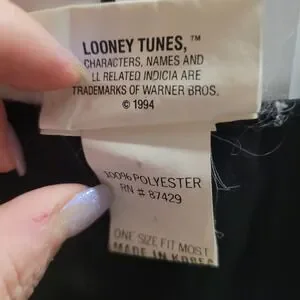 LOONEY TUNES,™
CHARACTERS, NAMES AND
LL RELATED INDICIA ARE
TRADEMARKS OF WARNER BROS.
© 1994
100% POLYESTER
RN # 87429
ONE SIZE FIT MOST
MADE IN KOREA